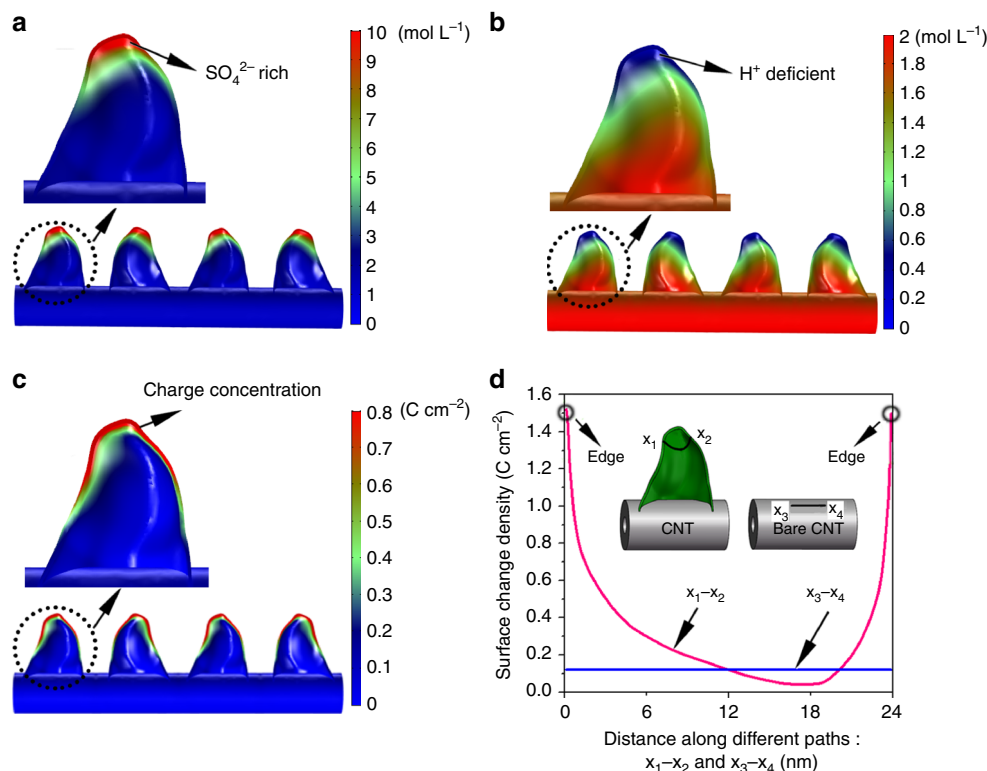 a
10 (mol L⁻¹)
9
8
7
6
5
4
3
2
1
0
SO₄²⁻ rich
b
2 (mol L⁻¹)
1.8
1.6
1.4
1.2
1
0.8
0.6
0.4
0.2
0
H⁺ deficient
c
Charge concentration
0.8 (C cm⁻²)
0.7
0.6
0.5
0.4
0.3
0.2
0.1
0
d
Surface change density (C cm⁻²)
1.6
1.4
1.2
1.0
0.8
0.6
0.4
0.2
0.0
Edge
Edge
x₁
x₂
CNT
x₃
x₄
Bare CNT
x₁–x₂
x₃–x₄
0
6
12
18
24
Distance along different paths :
x₁–x₂ and x₃–x₄ (nm)